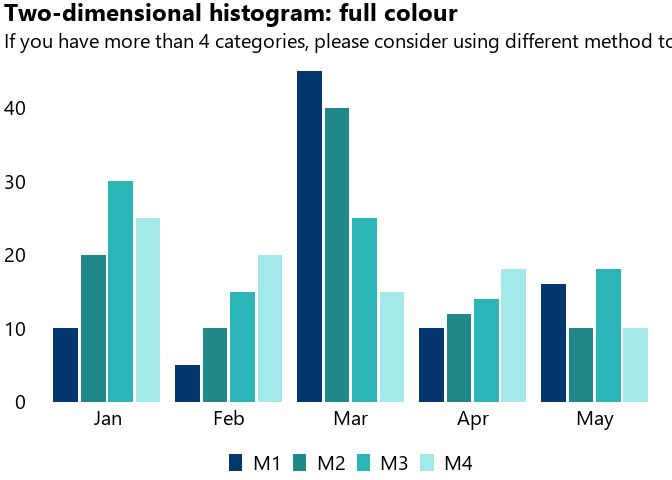 Two-dimensional histogram: full colour
If you have more than 4 categories, please consider using different method to
40
30
20
10
0
Jan Feb Mar Apr May
M1 M2 M3 M4